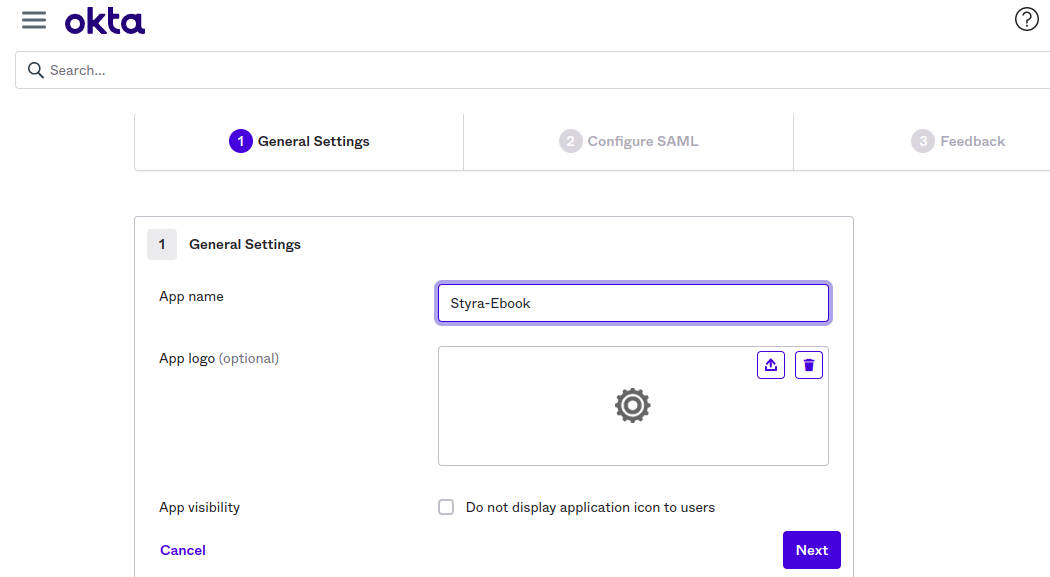 okta
?
Search...
1 General Settings
2 Configure SAML
3 Feedback
1 General Settings
App name
Styra-Ebook
App logo (optional)
App visibility
Do not display application icon to users
Cancel
Next